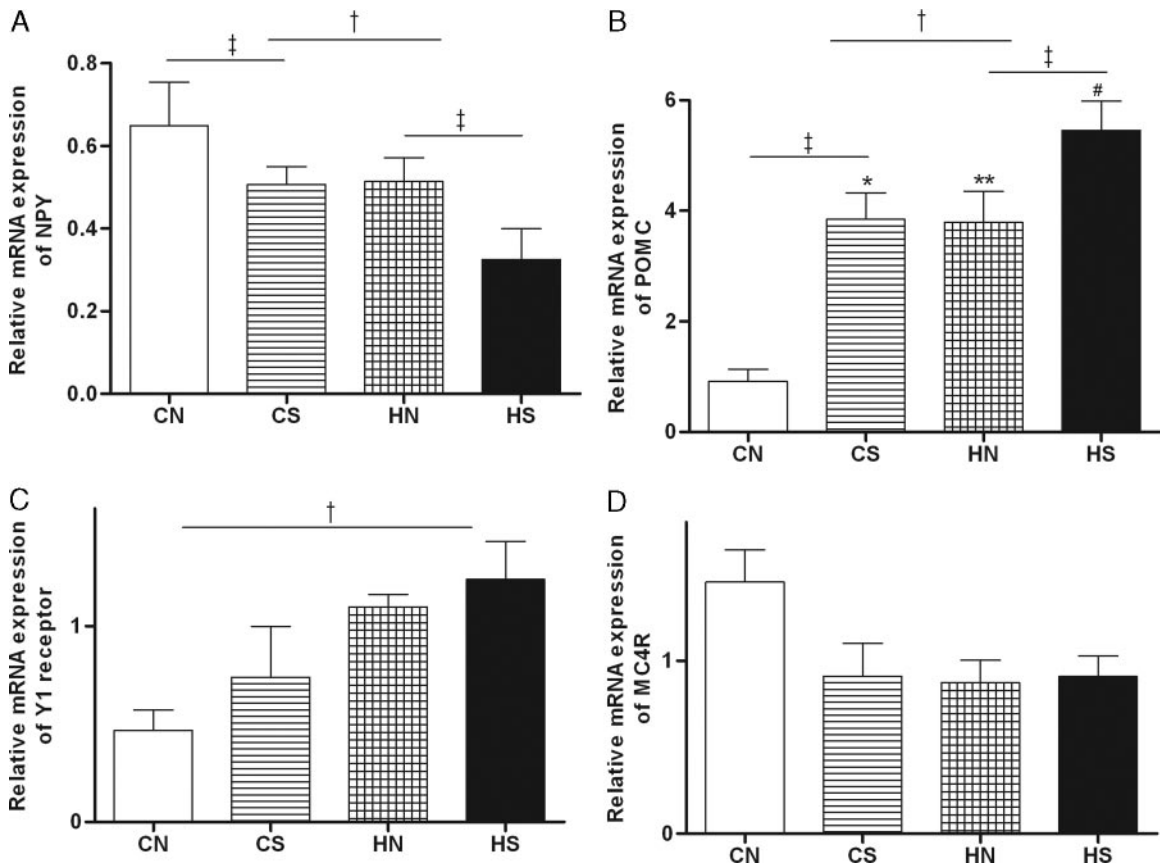 A
†
‡
0.8
‡
0.6
0.4
0.2
0.0
Relative mRNA expression
of NPY
CN CS HN HS
B
†
‡
#
6
‡
*
**
4
2
0
Relative mRNA expression
of POMC
CN CS HN HS
C
†
1
0
Relative mRNA expression
of Y1 receptor
CN CS HN HS
D
1
0
Relative mRNA expression
of MC4R
CN CS HN HS